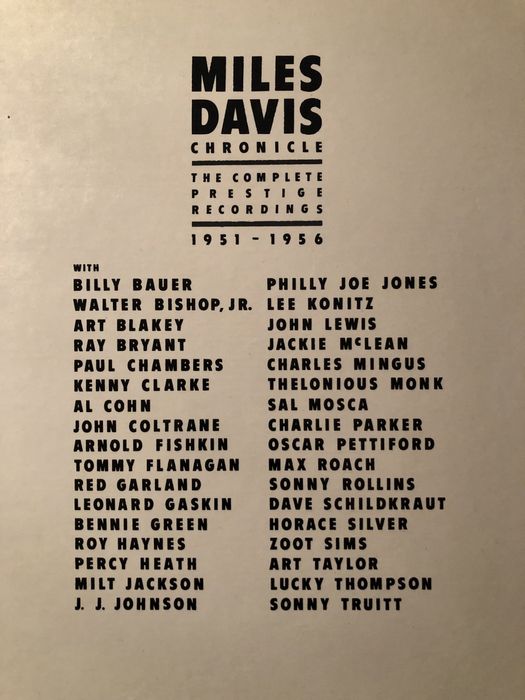 MILES
DAVIS
CHRONICLE
THE COMPLETE
PRESTIGE
RECORDINGS
1951 - 1956
WITH
BILLY BAUER
WALTER BISHOP, JR.
ART BLAKEY
RAY BRYANT
PAUL CHAMBERS
KENNY CLARKE
AL COHN
JOHN COLTRANE
ARNOLD FISHKIN
TOMMY FLANAGAN
RED GARLAND
LEONARD GASKIN
BENNIE GREEN
ROY HAYNES
PERCY HEATH
MILT JACKSON
J. J. JOHNSON
PHILLY JOE JONES
LEE KONITZ
JOHN LEWIS
JACKIE McLEAN
CHARLES MINGUS
THELONIOUS MONK
SAL MOSCA
CHARLIE PARKER
OSCAR PETTIFORD
MAX ROACH
SONNY ROLLINS
DAVE SCHILDKRAUT
HORACE SILVER
ZOOT SIMS
ART TAYLOR
LUCKY THOMPSON
SONNY TRUITT